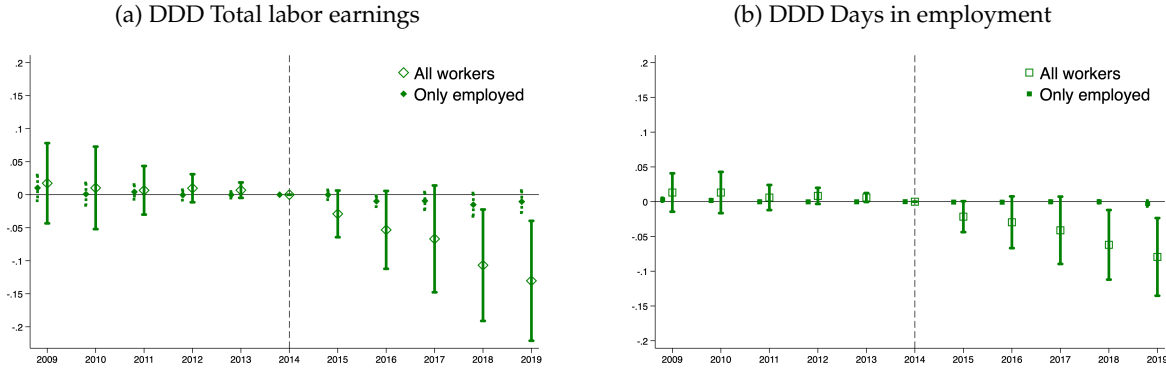 (a) DDD Total labor earnings
.2
.15
.1
.05
0
-.05
-.1
-.15
-.2
All workers
Only employed
2009 2010 2011 2012 2013 2014 2015 2016 2017 2018 2019
(b) DDD Days in employment
.2
.15
.1
.05
0
-.05
-.1
-.15
-.2
All workers
Only employed
2009 2010 2011 2012 2013 2014 2015 2016 2017 2018 2019